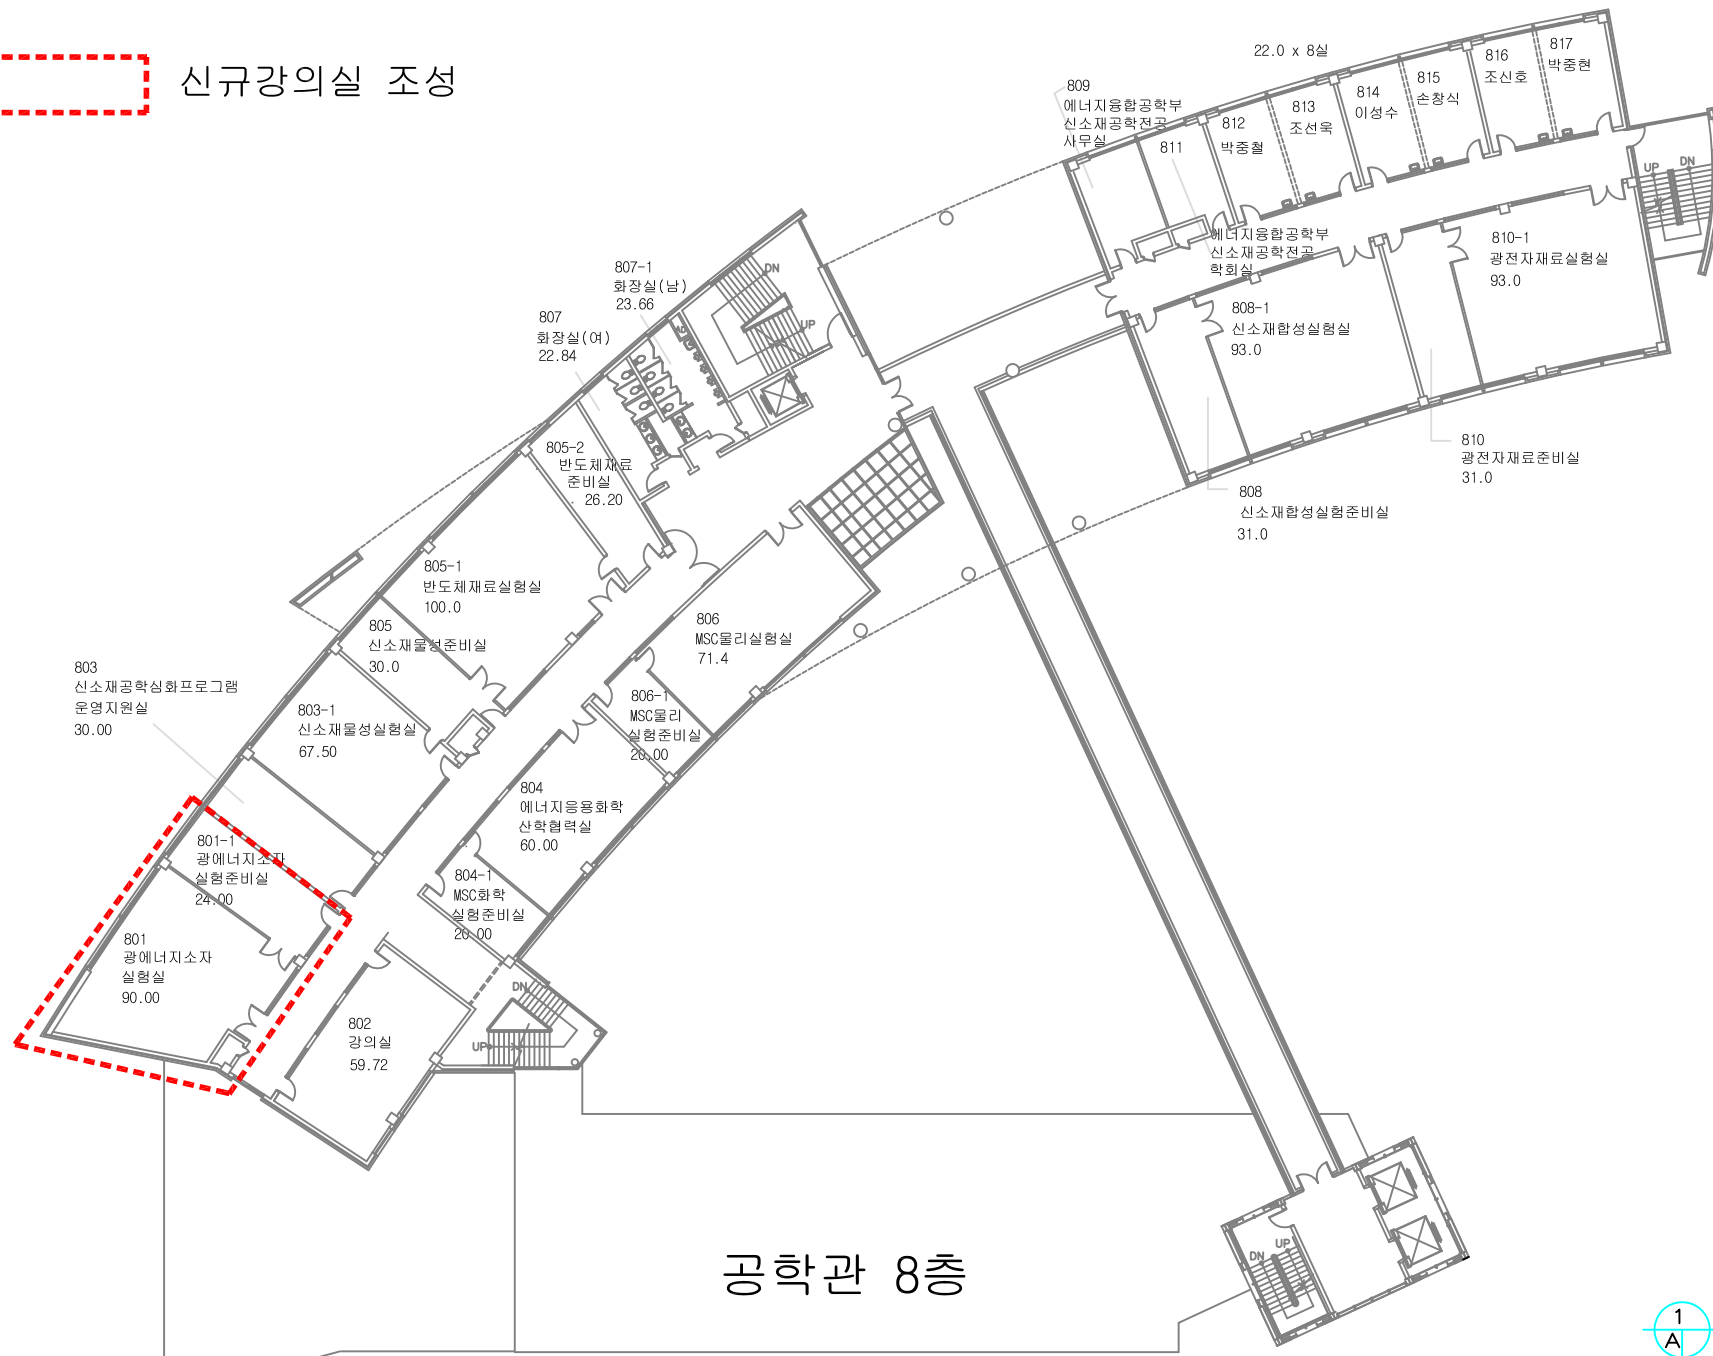 신규강의실 조성
22.0 x 8실
817
박중현
816
조신호
815
손창식
814
이성수
813
조선욱
812
박중철
811
809
에너지융합공학부
신소재공학전공
사무실
에너지융합공학부
신소재공학전공
학회실
UP
DN
810-1
광전자재료실험실
93.0
808-1
신소재합성실험실
93.0
810
광전자재료준비실
31.0
808
신소재합성실험준비실
31.0
807-1
화장실(남)
23.66
DN
UP
807
화장실(여)
22.84
805-2
반도체재료
준비실
26.20
805-1
반도체재료실험실
100.0
805
신소재물성준비실
30.0
806
MSC물리실험실
71.4
803
신소재공학심화프로그램
운영지원실
30.00
803-1
신소재물성실험실
67.50
806-1
MSC물리
실험준비실
20.00
804
에너지응용화학
산학협력실
60.00
801-1
광에너지소자
실험준비실
24.00
804-1
MSC화학
실험준비실
20.00
801
광에너지소자
실험실
90.00
802
강의실
59.72
DN
UP
DN
UP
공학관 8층
1
A